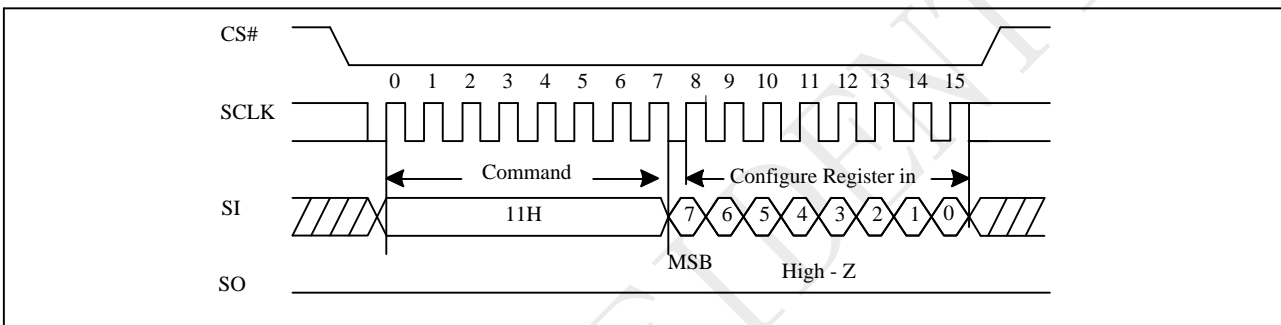 CS#
0 1 2 3 4 5 6 7 8 9 10 11 12 13 14 15
SCLK
Command Configure Register in
SI 11H 7 6 5 4 3 2 1 0
MSB High - Z
SO